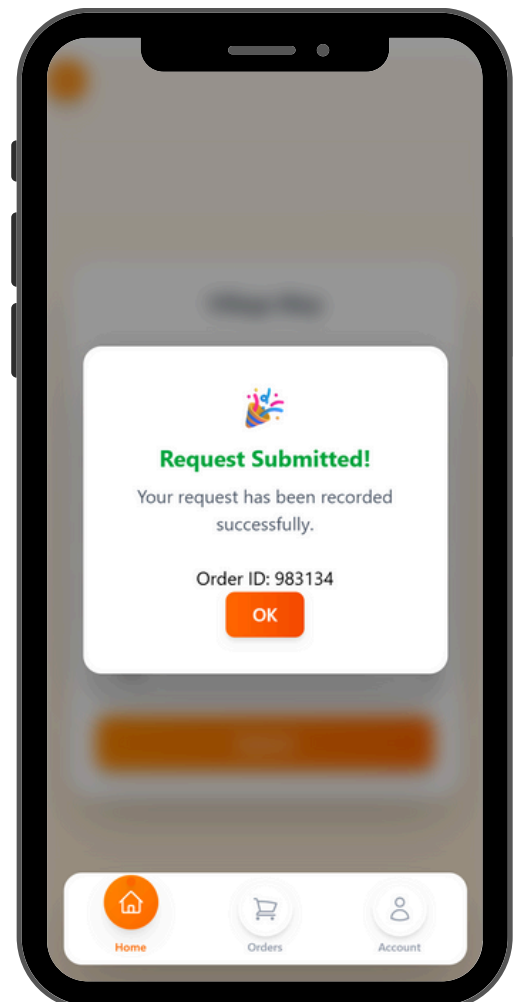 Request Submitted!
Your request has been recorded
successfully.
Order ID: 983134
OK
Home
Orders
Account